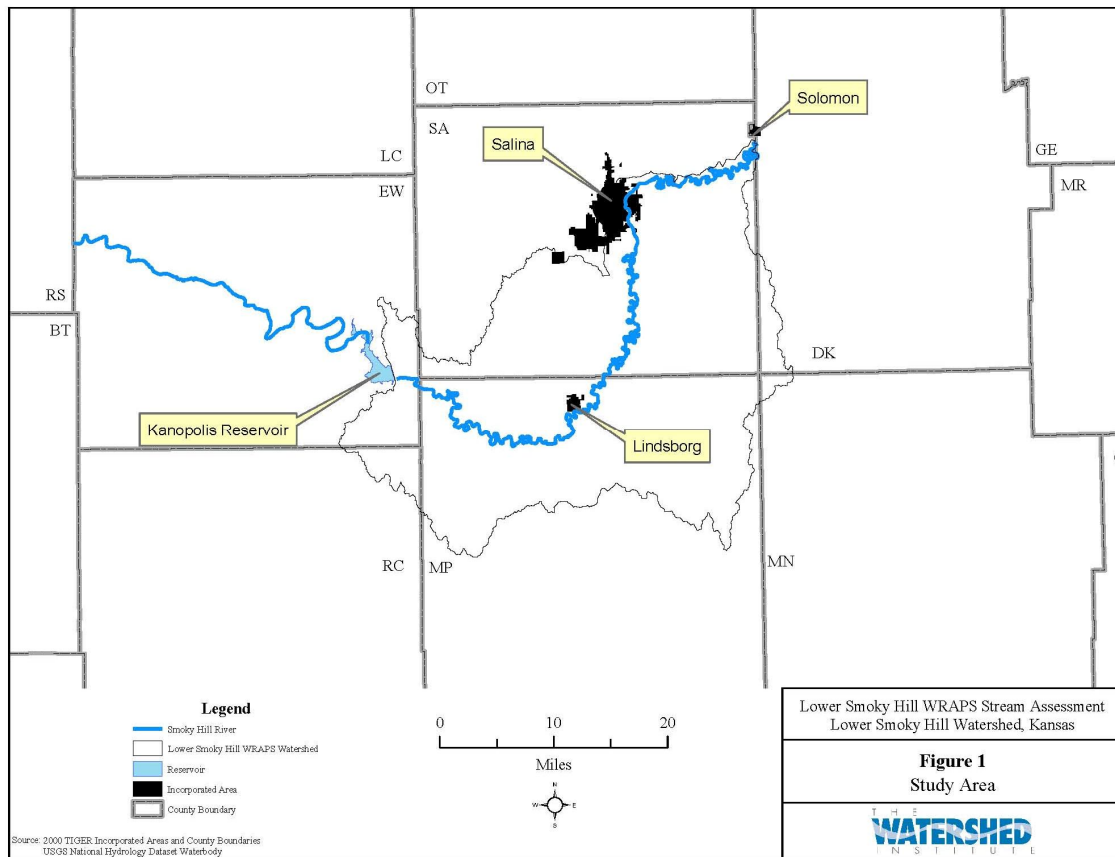 OT
Solomon
SA
Salina
LC
GE
EW
MR
RS
BT
DK
Kanopolis Reservoir
Lindsborg
RC
MP
MN
Legend
Smoky Hill River
Lower Smoky Hill WRAPS Watershed
Reservoir
Incorporated Area
County Boundary
Source: 2000 TIGER Incorporated Areas and County Boundaries
USGS National Hydrology Dataset Waterbody
0 10 20
Miles
N
W E
S
Lower Smoky Hill WRAPS Stream Assessment
Lower Smoky Hill Watershed, Kansas
Figure 1
Study Area
THE
WATERSHED
INSTITUTE